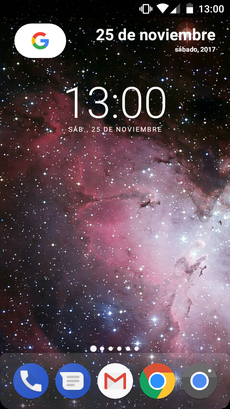 13:00
G
25 de noviembre
sábado, 2017
13:00
SÁB., 25 DE NOVIEMBRE